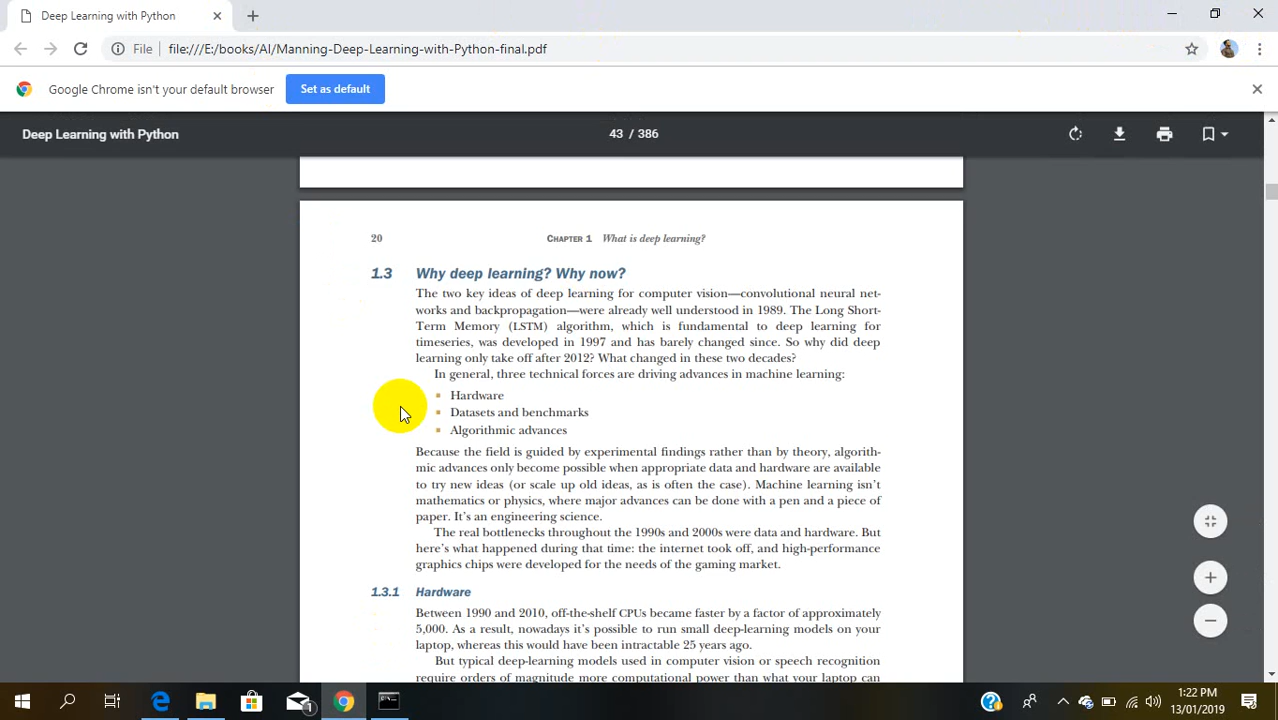 Deep Learning with Python
File file:///E:/books/AI/Manning-Deep-Learning-with-Python-final.pdf
Google Chrome isn't your default browser Set as default
Deep Learning with Python 43 / 386
20 CHAPTER 1 What is deep learning?
1.3 Why deep learning? Why now?
The two key ideas of deep learning for computer vision—convolutional neural net-
works and backpropagation—were already well understood in 1989. The Long Short-
Term Memory (LSTM) algorithm, which is fundamental to deep learning for
timeseries, was developed in 1997 and has barely changed since. So why did deep
learning only take off after 2012? What changed in these two decades?
In general, three technical forces are driving advances in machine learning:
Hardware
Datasets and benchmarks
Algorithmic advances
Because the field is guided by experimental findings rather than by theory, algorith-
mic advances only become possible when appropriate data and hardware are available
to try new ideas (or scale up old ideas, as is often the case). Machine learning isn't
mathematics or physics, where major advances can be done with a pen and a piece of
paper. It's an engineering science.
The real bottlenecks throughout the 1990s and 2000s were data and hardware. But
here's what happened during that time: the internet took off, and high-performance
graphics chips were developed for the needs of the gaming market.
1.3.1 Hardware
Between 1990 and 2010, off-the-shelf CPUs became faster by a factor of approximately
5,000. As a result, nowadays it's possible to run small deep-learning models on your
laptop, whereas this would have been intractable 25 years ago.
But typical deep-learning models used in computer vision or speech recognition
require orders of magnitude more computational power than what your laptop can
1
1:22 PM
13/01/2019